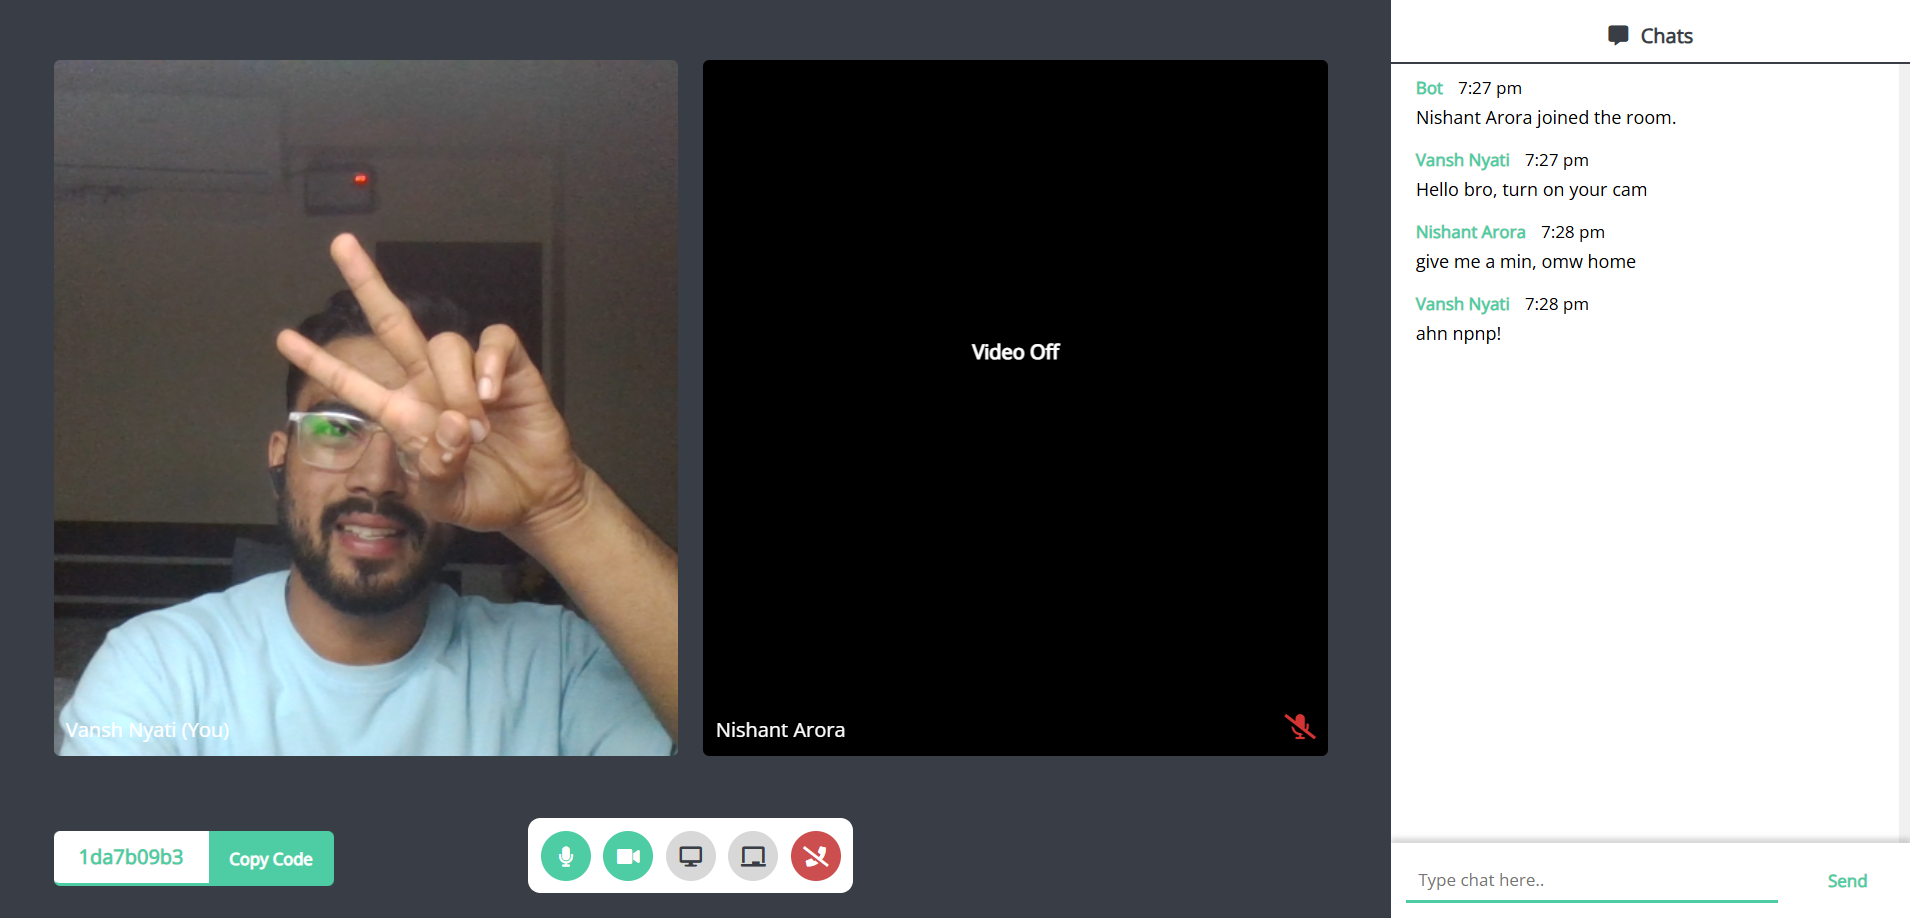 Vansh Nyati (You)
Video Off
Nishant Arora
1da7b09b3
Copy Code
Chats
Bot 7:27 pm
Nishant Arora joined the room.
Vansh Nyati 7:27 pm
Hello bro, turn on your cam
Nishant Arora 7:28 pm
give me a min, omw home
Vansh Nyati 7:28 pm
ahn npnp!
Type chat here..
Send